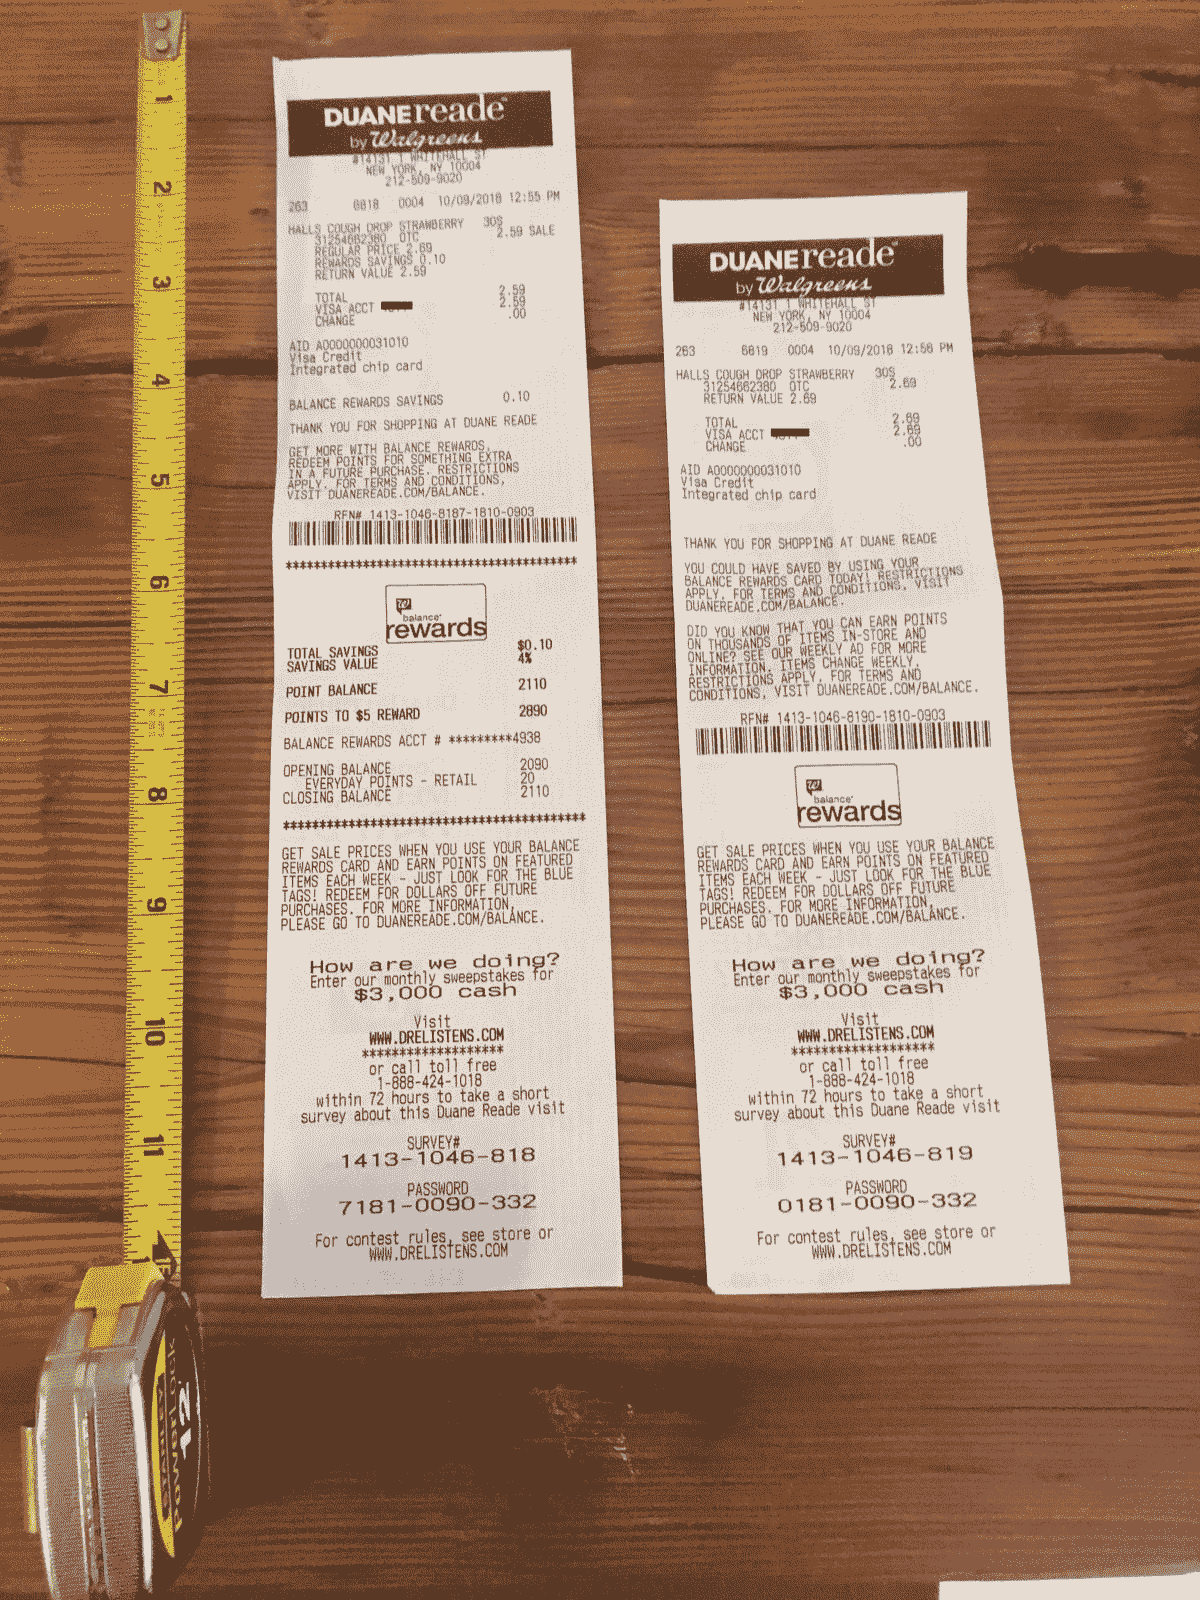 1
2
3
4
5
6
7
8
9
10
11
12
DUANEreade
by Walgreens
#14131 1 WHITEHALL ST
NEW YORK, NY 10004
212-509-9020
263 6818 0004 10/09/2018 12:55 PM
HALLS COUGH DROP STRAWBERRY 30S
31254662380 OTC 2.59 SALE
REGULAR PRICE 2.69
REWARDS SAVINGS 0.10
RETURN VALUE 2.59
TOTAL 2.59
VISA ACCT 2.59
CHANGE .00
AID A0000000031010
Visa Credit
Integrated chip card
BALANCE REWARDS SAVINGS 0.10
THANK YOU FOR SHOPPING AT DUANE READE
GET MORE WITH BALANCE REWARDS,
REDEEM POINTS FOR SOMETHING EXTRA
IN A FUTURE PURCHASE. RESTRICTIONS
APPLY. FOR TERMS AND CONDITIONS,
VISIT DUANEREADE.COM/BALANCE.
RFN# 1413-1046-8187-1810-0903
****************************************
balance®
rewards
TOTAL SAVINGS $0.10
SAVINGS VALUE 4%
POINT BALANCE 2110
POINTS TO $5 REWARD 2890
BALANCE REWARDS ACCT # *********4938
OPENING BALANCE 2090
EVERYDAY POINTS - RETAIL 20
CLOSING BALANCE 2110
****************************************
GET SALE PRICES WHEN YOU USE YOUR BALANCE
REWARDS CARD AND EARN POINTS ON FEATURED
ITEMS EACH WEEK - JUST LOOK FOR THE BLUE
TAGS! REDEEM FOR DOLLARS OFF FUTURE
PURCHASES. FOR MORE INFORMATION,
PLEASE GO TO DUANEREADE.COM/BALANCE.
How are we doing?
Enter our monthly sweepstakes for
$3,000 cash
Visit
WWW.DRELISTENS.COM
*******************
or call toll free
1-888-424-1018
within 72 hours to take a short
survey about this Duane Reade visit
SURVEY#
1413-1046-818
PASSWORD
7181-0090-332
For contest rules, see store or
WWW.DRELISTENS.COM
DUANEreade
by Walgreens
#14131 1 WHITEHALL ST
NEW YORK, NY 10004
212-509-9020
263 6819 0004 10/09/2018 12:56 PM
HALLS COUGH DROP STRAWBERRY 30S
31254662380 OTC 2.69
RETURN VALUE 2.69
TOTAL 2.69
VISA ACCT 2.69
CHANGE .00
AID A0000000031010
Visa Credit
Integrated chip card
THANK YOU FOR SHOPPING AT DUANE READE
YOU COULD HAVE SAVED BY USING YOUR
BALANCE REWARDS CARD TODAY! RESTRICTIONS
APPLY. FOR TERMS AND CONDITIONS, VISIT
DUANEREADE.COM/BALANCE.
DID YOU KNOW THAT YOU CAN EARN POINTS
ON THOUSANDS OF ITEMS IN-STORE AND
ONLINE? SEE OUR WEEKLY AD FOR MORE
INFORMATION. ITEMS CHANGE WEEKLY.
RESTRICTIONS APPLY. FOR TERMS AND
CONDITIONS, VISIT DUANEREADE.COM/BALANCE.
RFN# 1413-1046-8190-1810-0903
balance®
rewards
GET SALE PRICES WHEN YOU USE YOUR BALANCE
REWARDS CARD AND EARN POINTS ON FEATURED
ITEMS EACH WEEK - JUST LOOK FOR THE BLUE
TAGS! REDEEM FOR DOLLARS OFF FUTURE
PURCHASES. FOR MORE INFORMATION,
PLEASE GO TO DUANEREADE.COM/BALANCE.
How are we doing?
Enter our monthly sweepstakes for
$3,000 cash
Visit
WWW.DRELISTENS.COM
*******************
or call toll free
1-888-424-1018
within 72 hours to take a short
survey about this Duane Reade visit
SURVEY#
1413-1046-819
PASSWORD
0181-0090-332
For contest rules, see store or
WWW.DRELISTENS.COM